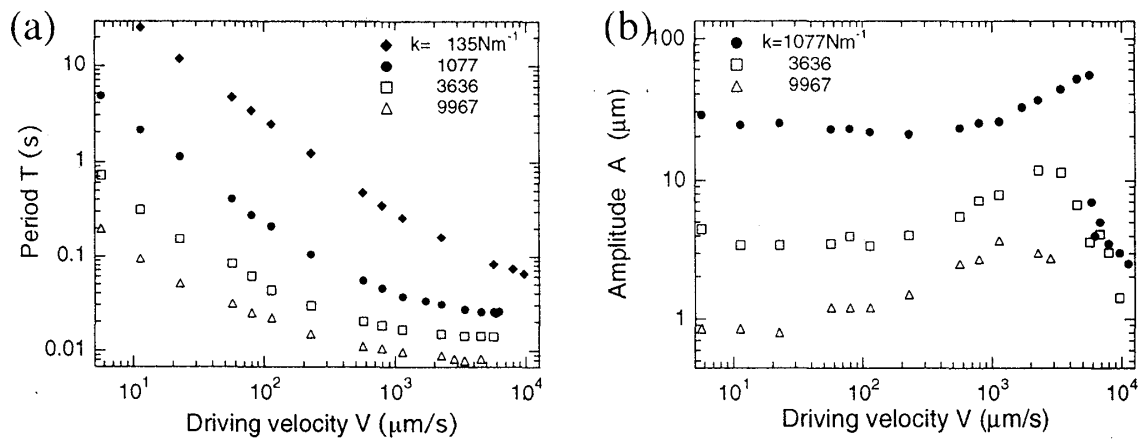 (a)
k= 135Nm⁻¹
1077
3636
9967
Period T (s)
10
1
0.1
0.01
10¹ 10² 10³ 10⁴
Driving velocity V (μm/s)
(b)
k=1077Nm⁻¹
3636
9967
Amplitude A (μm)
100
10
1
10¹ 10² 10³ 10⁴
Driving velocity V (μm/s)